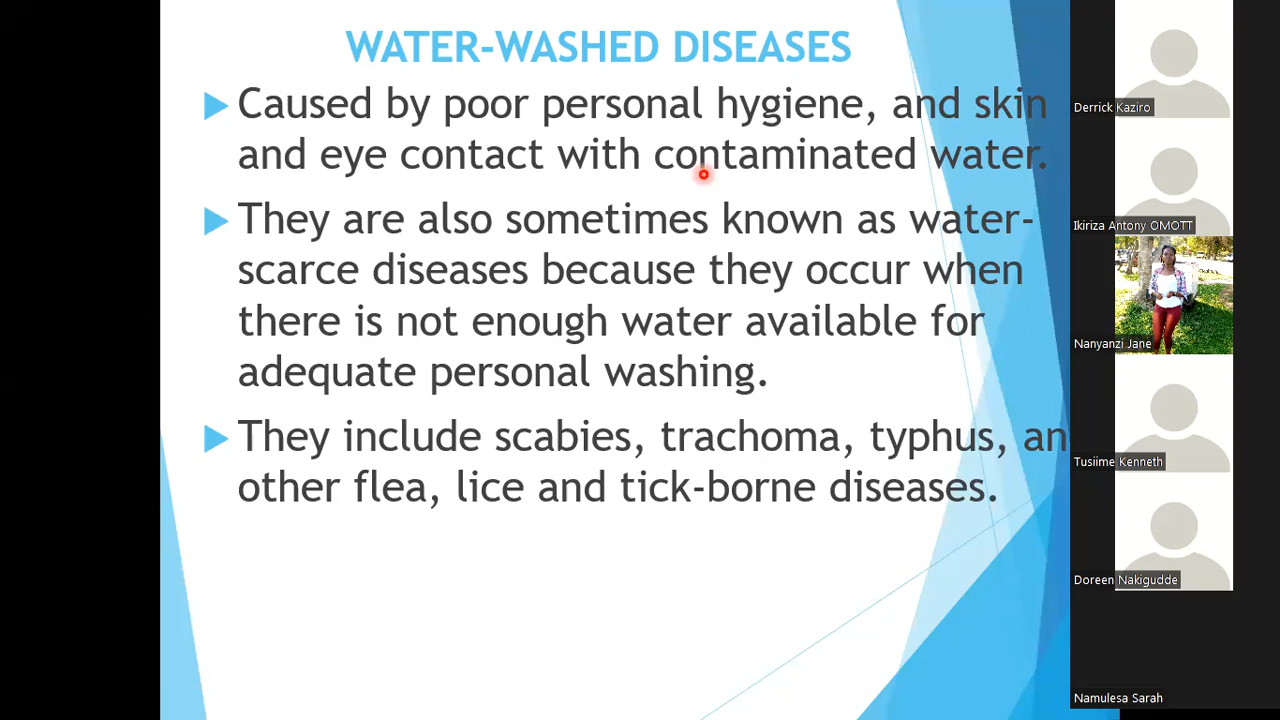 WATER-WASHED DISEASES
Caused by poor personal hygiene, and skin
and eye contact with contaminated water.
They are also sometimes known as water-
scarce diseases because they occur when
there is not enough water available for
adequate personal washing.
They include scabies, trachoma, typhus, an
other flea, lice and tick-borne diseases.
Derrick Kaziro
Ikiriza Antony OMOTT
Nanyanzi Jane
Tusiime Kenneth
Doreen Nakigudde
Namulesa Sarah